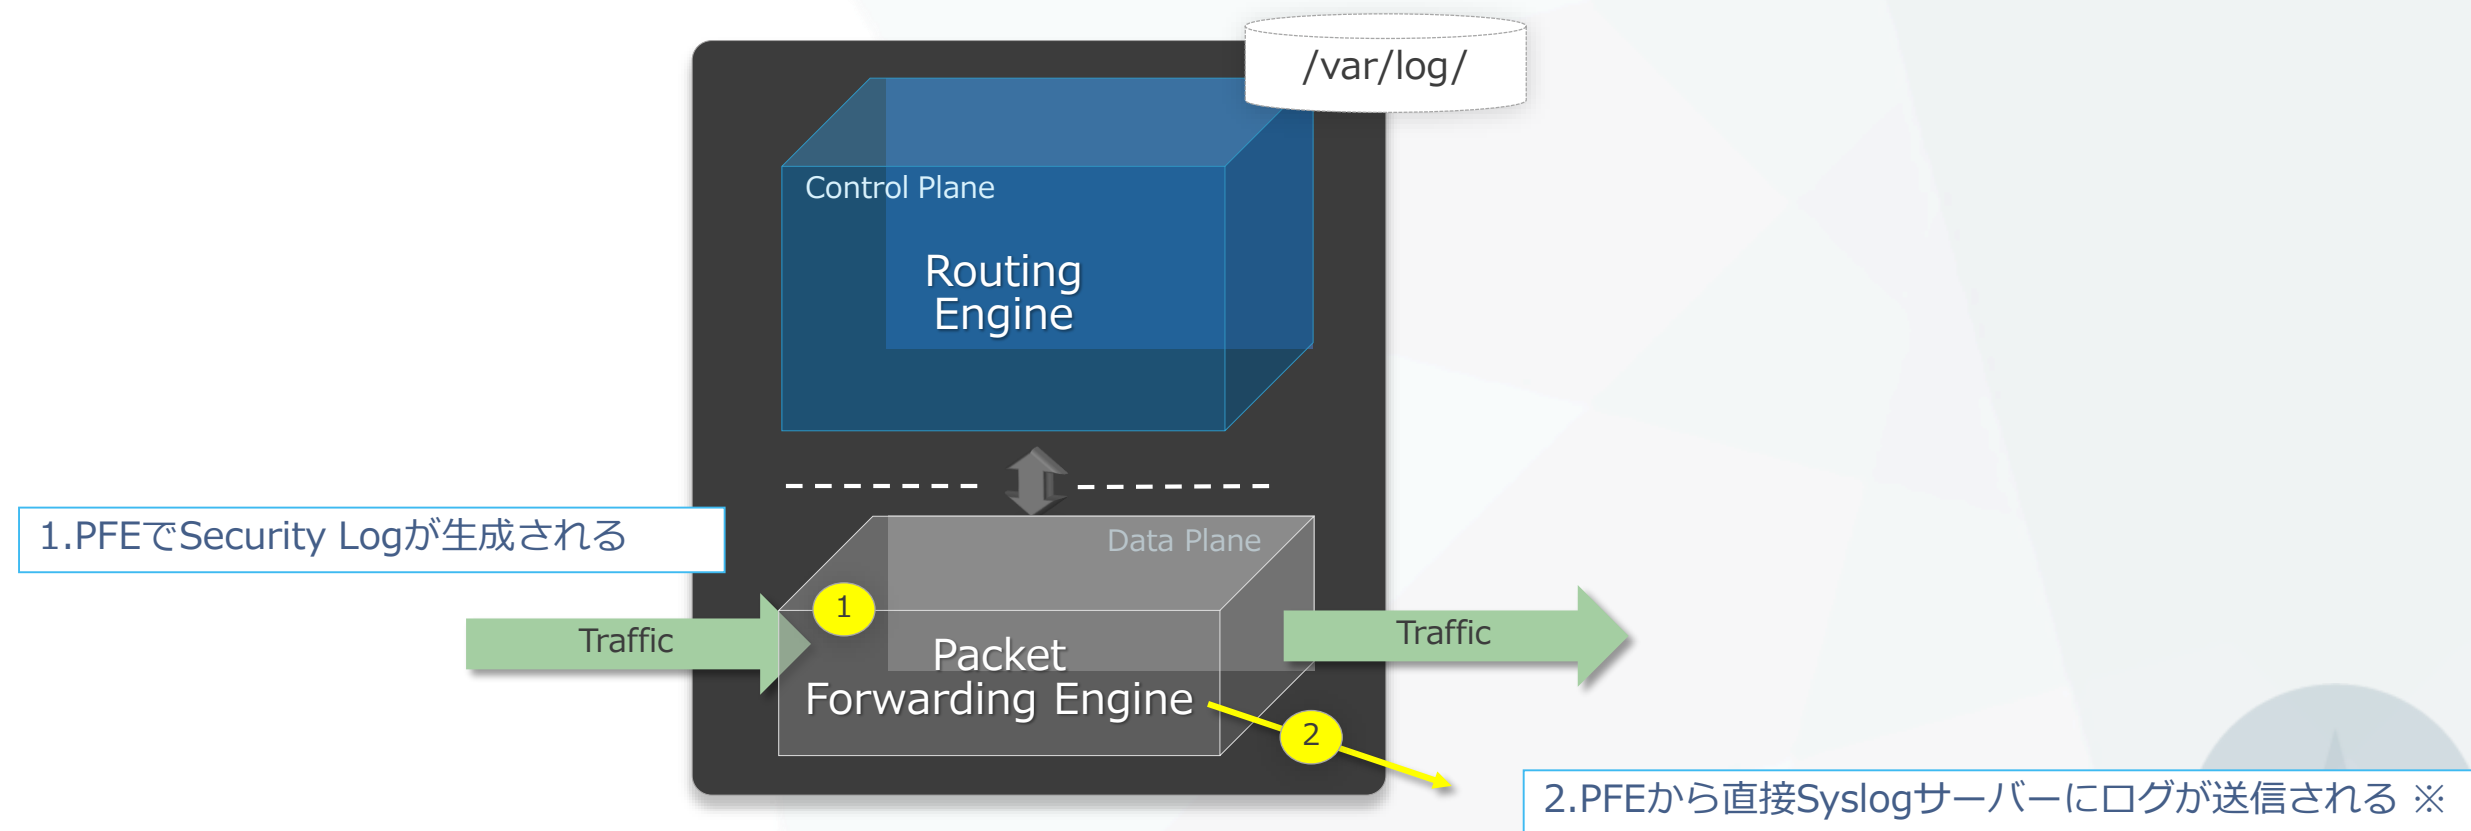 /var/log/
Control Plane
Routing
Engine
1.PFEでSecurity Logが生成される
Data Plane
1
Traffic
Traffic
Packet
Forwarding Engine
2
2.PFEから直接Syslogサーバーにログが送信される ※